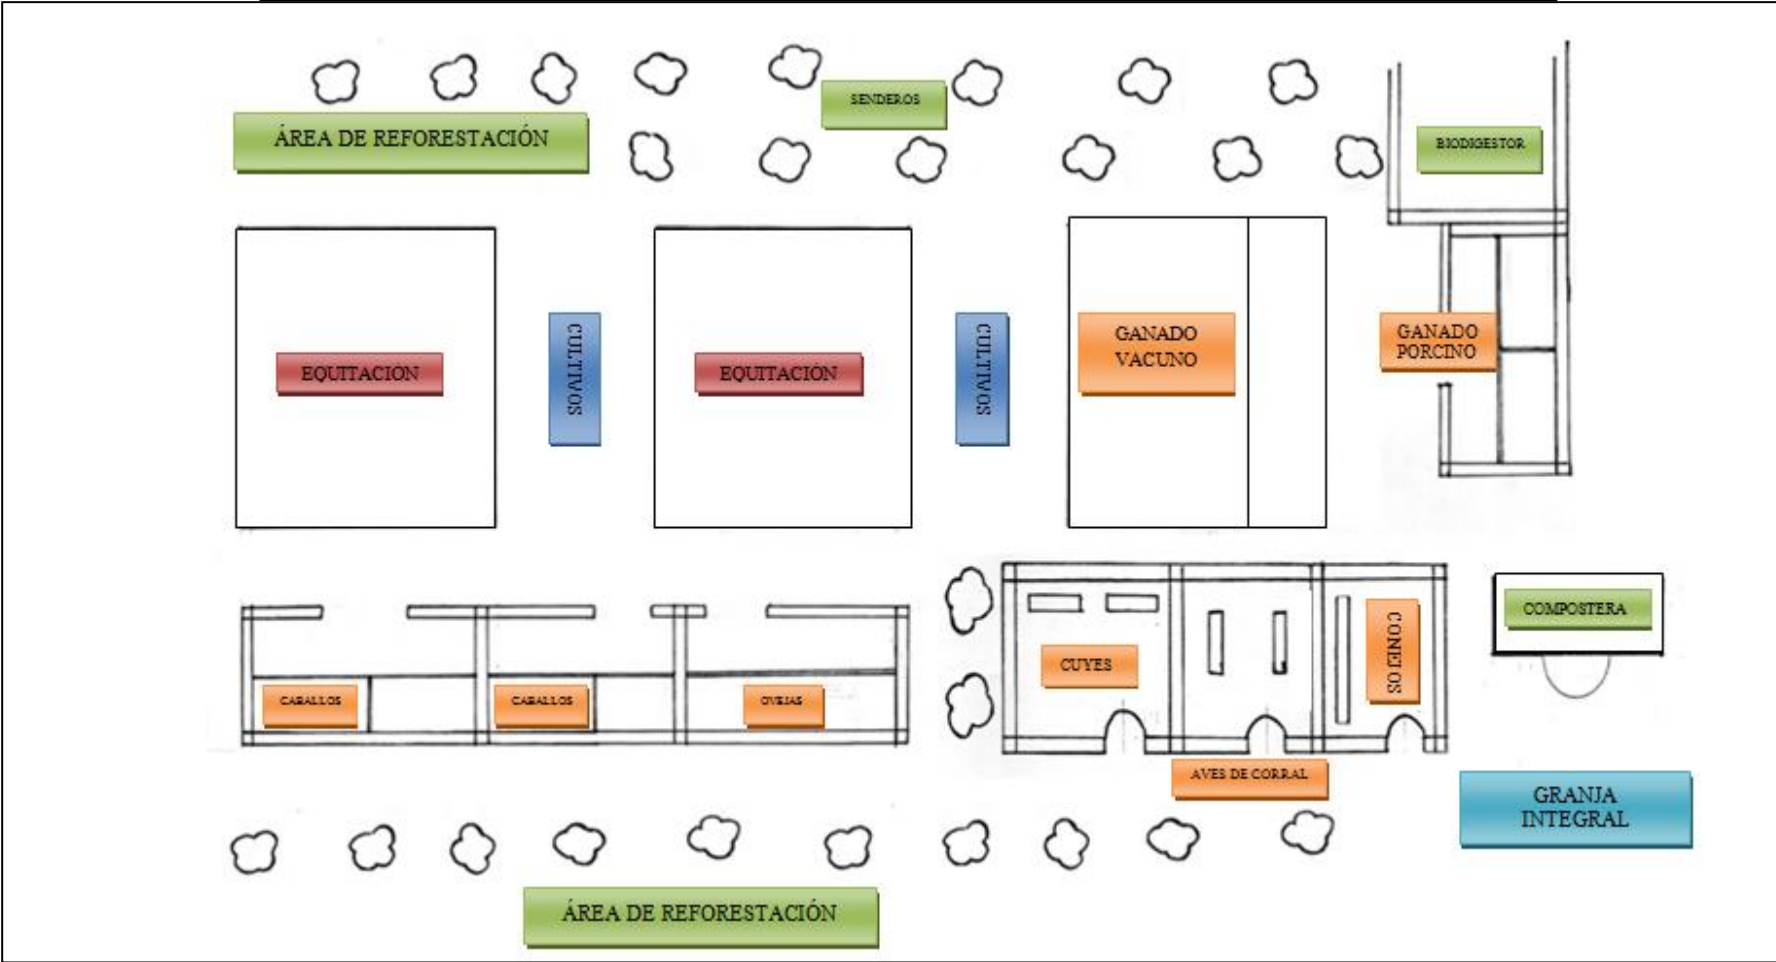 SENDEROS
ÁREA DE REFORESTACIÓN
BIODIGESTOR
EQUITACIÓN
CULTIVOS
EQUITACIÓN
CULTIVOS
GANADO
VACUNO
GANADO
PORCINO
CABALLOS
CABALLOS
OVEJAS
CUYES
CONEJOS
COMPOSTERA
AVES DE CORRAL
GRANJA
INTEGRAL
ÁREA DE REFORESTACIÓN